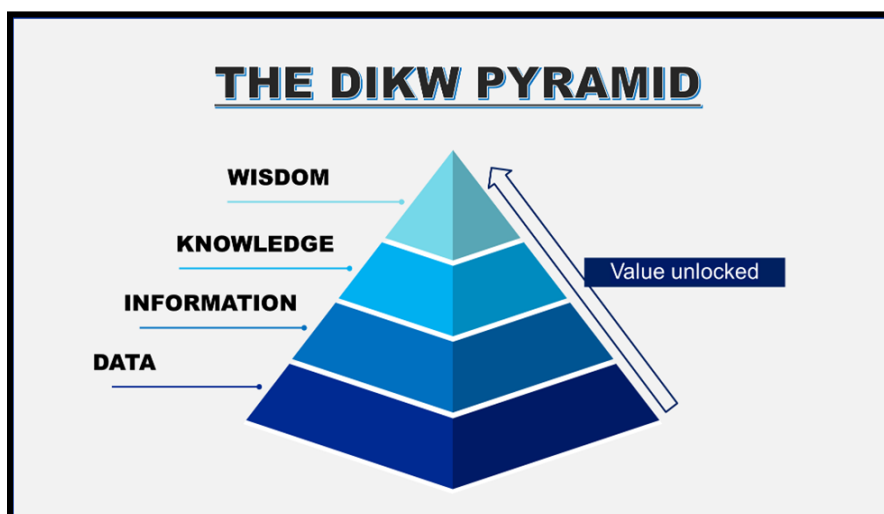 THE DIKW PYRAMID
WISDOM
KNOWLEDGE
Value unlocked
INFORMATION
DATA